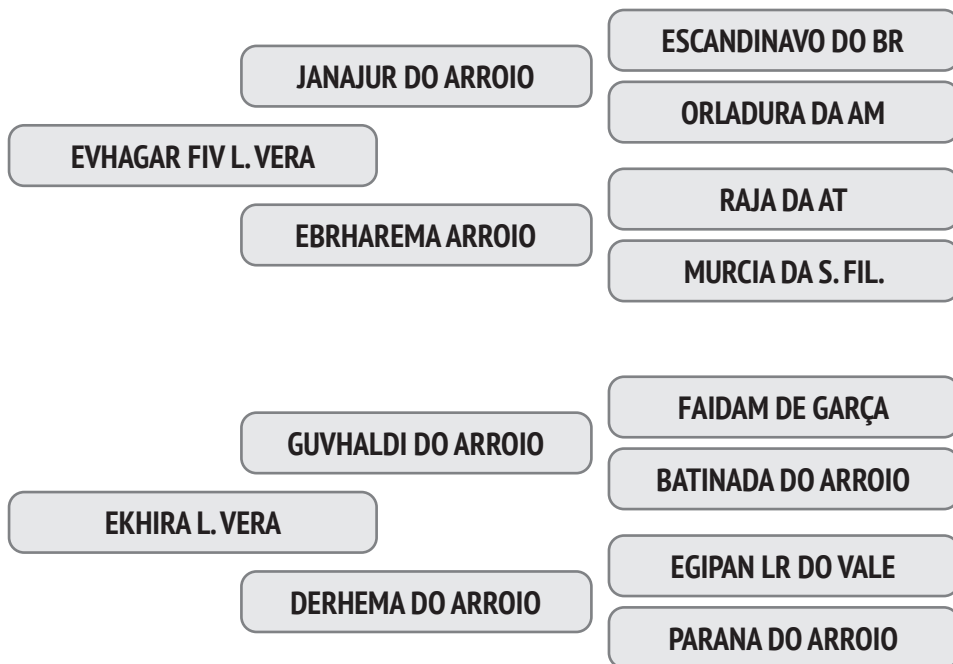 ESCANDINAVO DO BR
JANAJUR DO ARROIO
ORLADURA DA AM
EVHAGAR FIV L. VERA
RAJA DA AT
EBRHAREMA ARROIO
MURCIA DA S. FIL.
FAIDAM DE GARÇA
GUVHALDI DO ARROIO
BATINADA DO ARROIO
EKHIRA L. VERA
EGIPAN LR DO VALE
DERHEMA DO ARROIO
PARANA DO ARROIO